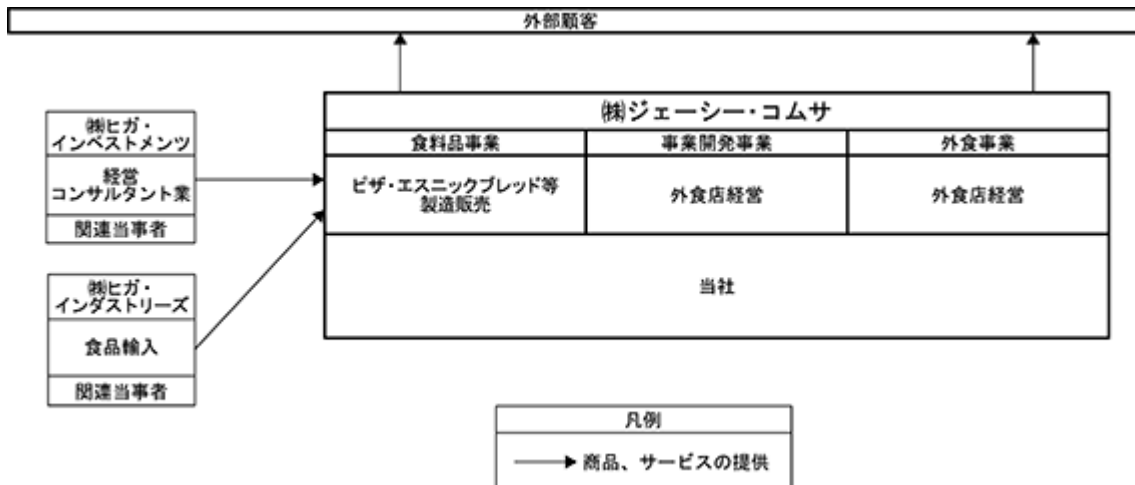 外部顧客
㈱ジェーシー・コムサ
食料品事業
事業開発事業
外食事業
ピザ・エスニックブレッド等
製造販売
外食店経営
外食店経営
当社
㈱ヒガ・
インベストメンツ
経営
コンサルタント業
関連当事者
㈱ヒガ・
インダストリーズ
食品輸入
関連当事者
凡例
商品、サービスの提供